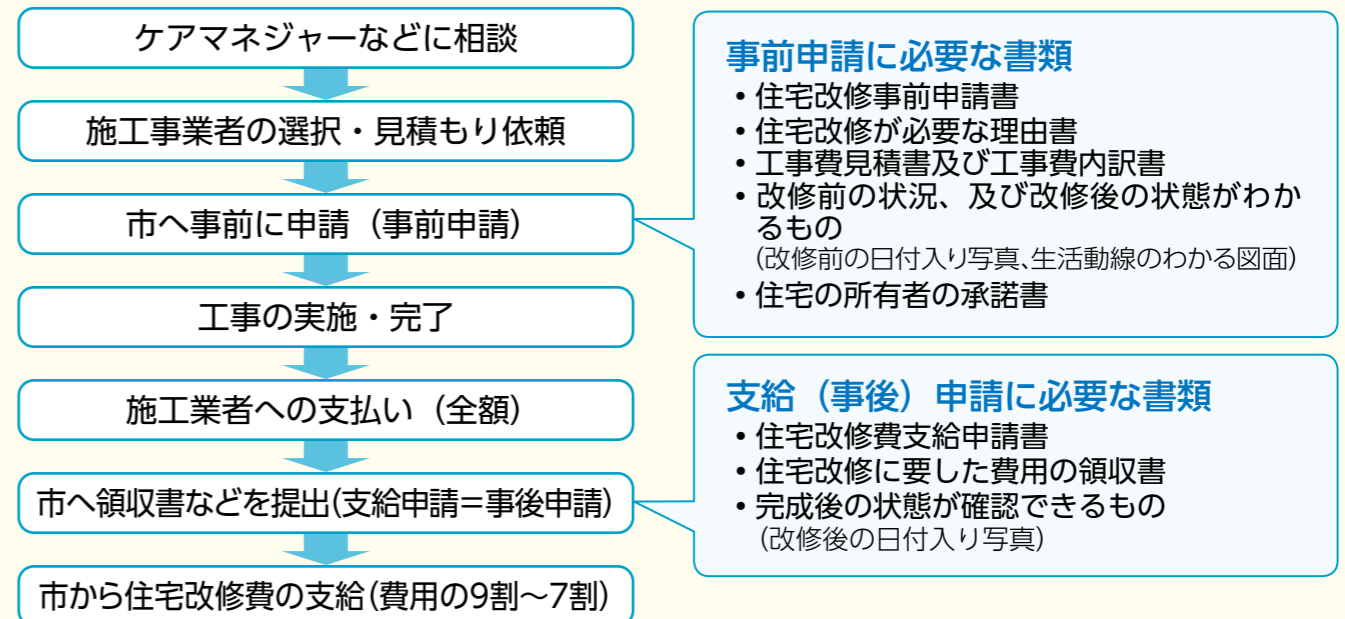 ケアマネジャーなどに相談
施工事業者の選択・見積もり依頼
市へ事前に申請（事前申請）
工事の実施・完了
施工業者への支払い（全額）
市へ領収書などを提出(支給申請＝事後申請)
市から住宅改修費の支給(費用の9割～7割)
事前申請に必要な書類
・住宅改修事前申請書
・住宅改修が必要な理由書
・工事費見積書及び工事費内訳書
・改修前の状況、及び改修後の状態がわか
るもの
(改修前の日付入り写真、生活動線のわかる図面)
・住宅の所有者の承諾書
支給（事後）申請に必要な書類
・住宅改修費支給申請書
・住宅改修に要した費用の領収書
・完成後の状態が確認できるもの
(改修後の日付入り写真)